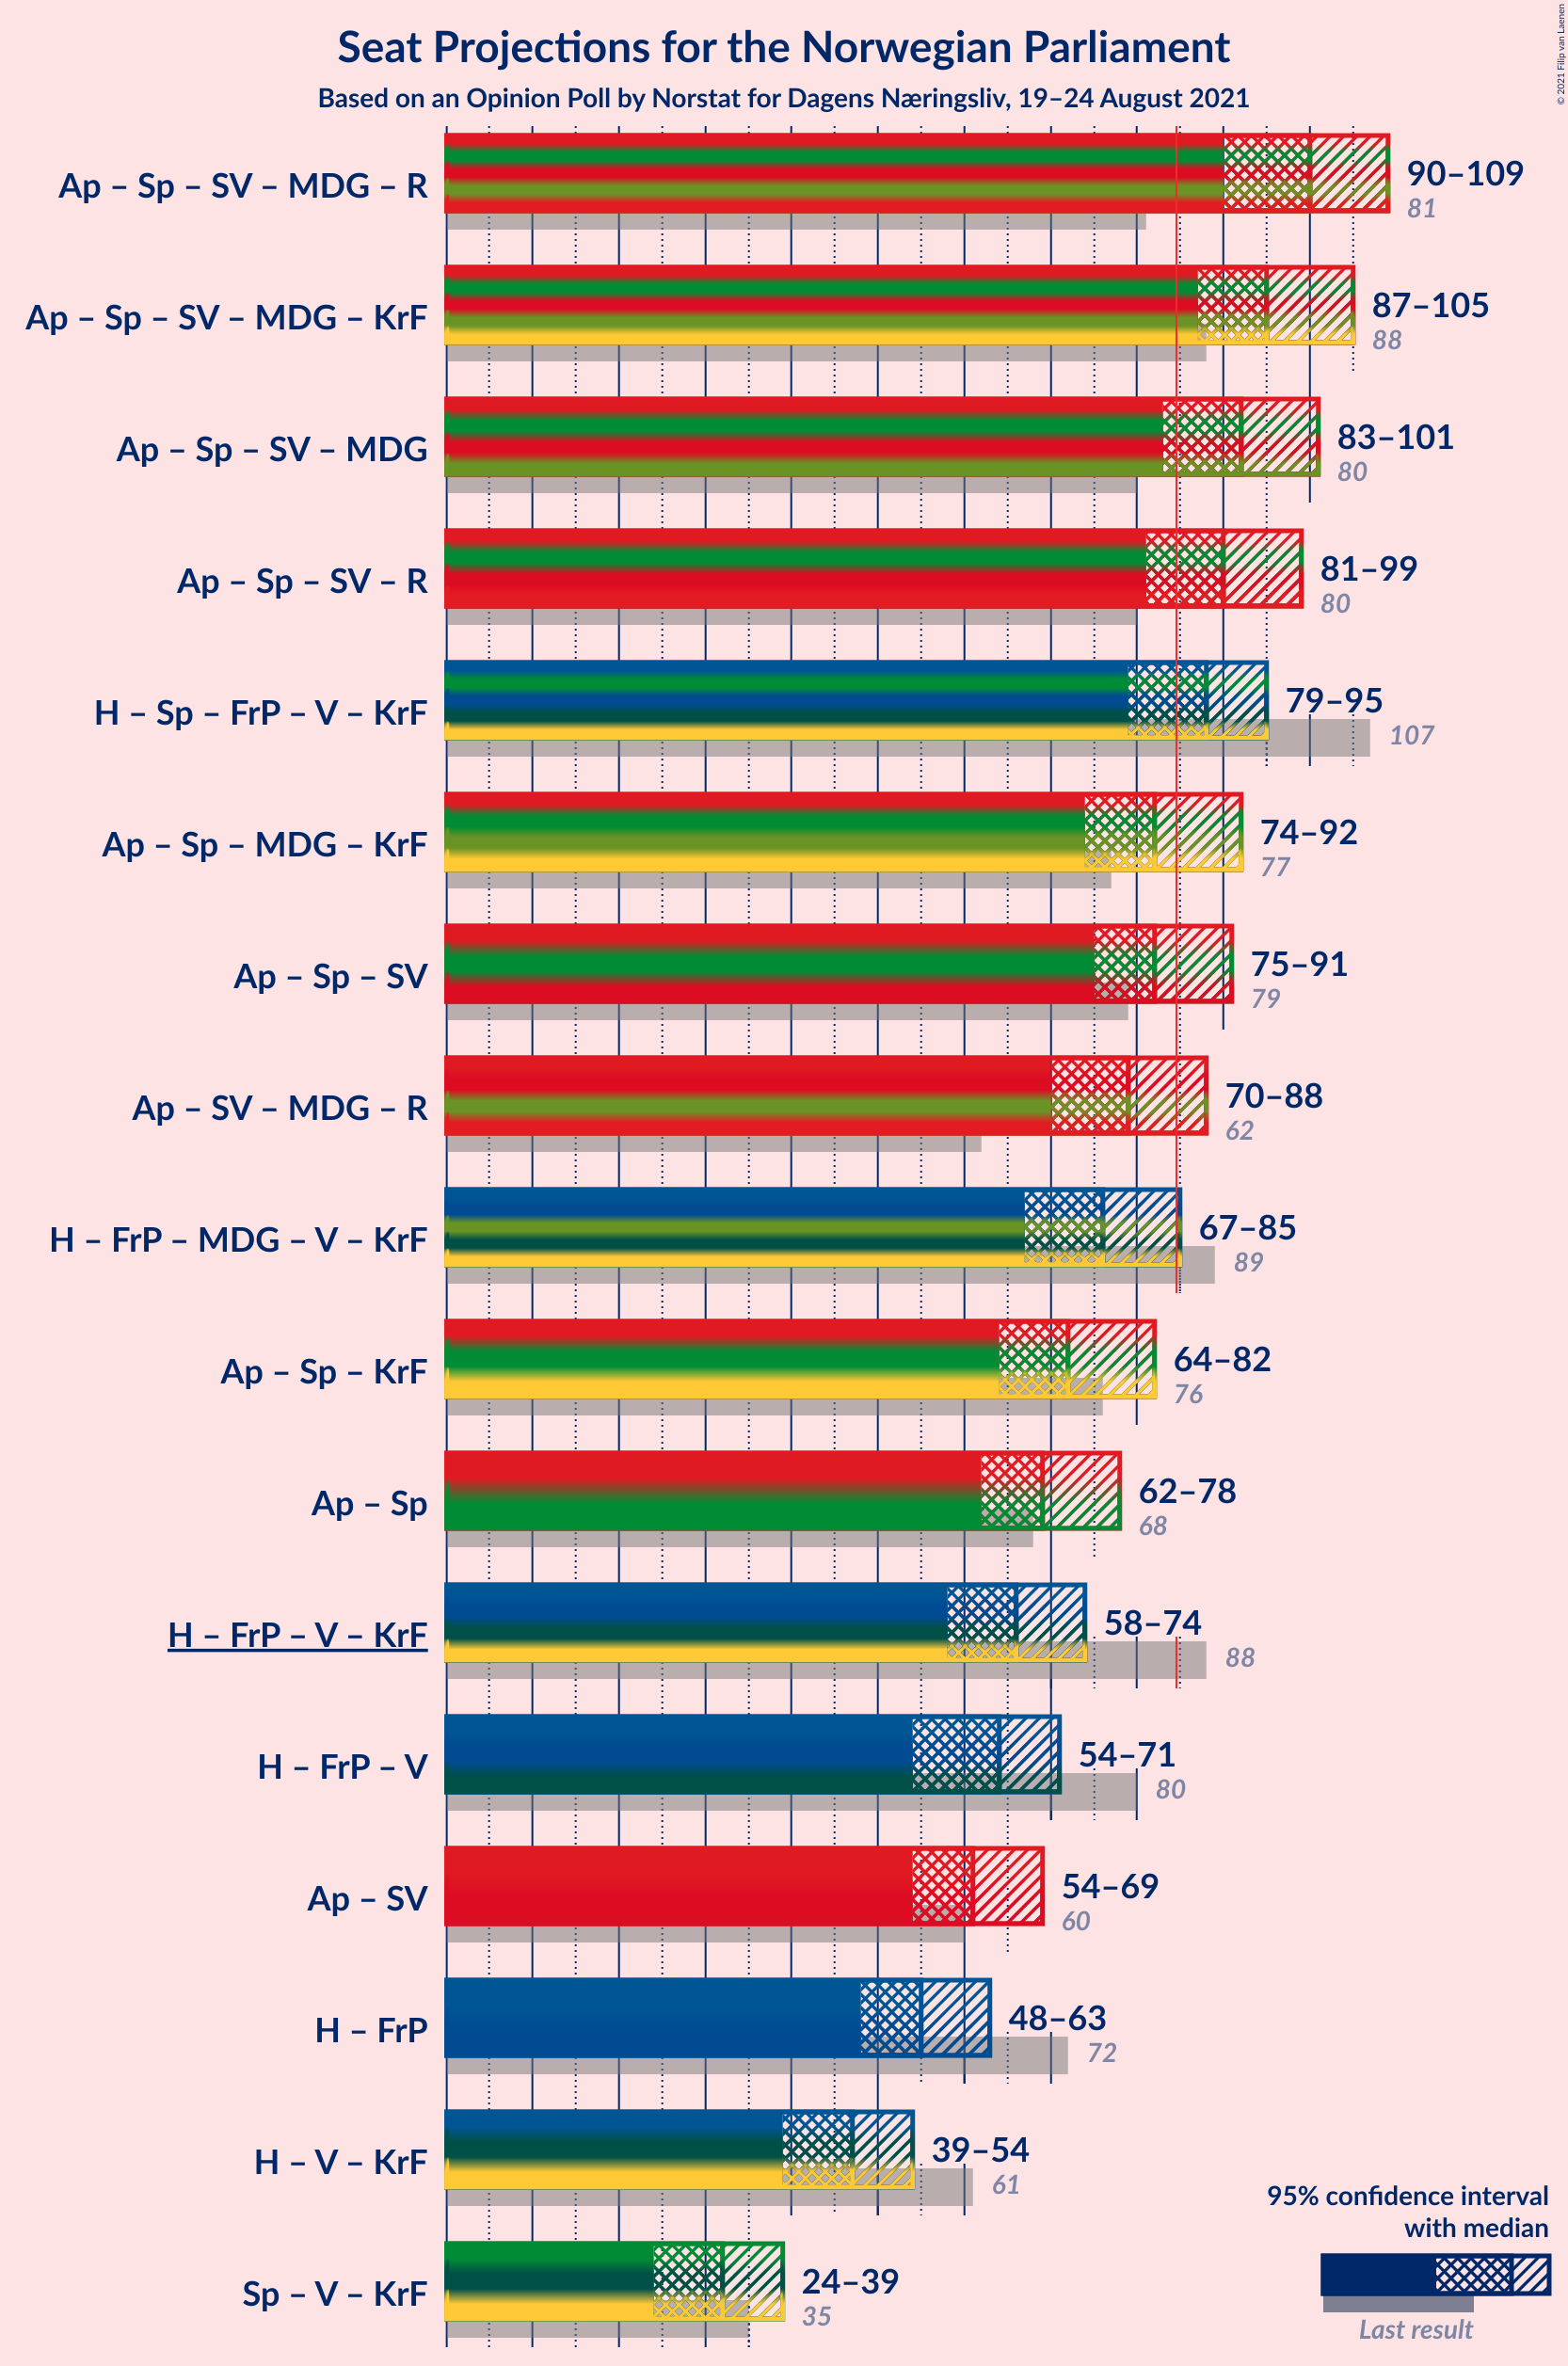 Seat Projections for the Norwegian Parliament
Based on an Opinion Poll by Norstat for Dagens Næringsliv, 19–24 August 2021
© 2021 Filip van Laenen
Ap – Sp – SV – MDG – R
90–109
81
Ap – Sp – SV – MDG – KrF
87–105
88
Ap – Sp – SV – MDG
83–101
80
Ap – Sp – SV – R
81–99
80
H – Sp – FrP – V – KrF
79–95
107
Ap – Sp – MDG – KrF
74–92
77
Ap – Sp – SV
75–91
79
Ap – SV – MDG – R
70–88
62
H – FrP – MDG – V – KrF
67–85
89
Ap – Sp – KrF
64–82
76
Ap – Sp
62–78
68
H – FrP – V – KrF
58–74
88
H – FrP – V
54–71
80
Ap – SV
54–69
60
H – FrP
48–63
72
H – V – KrF
39–54
61
Sp – V – KrF
24–39
35
95% confidence interval
with median
Last result